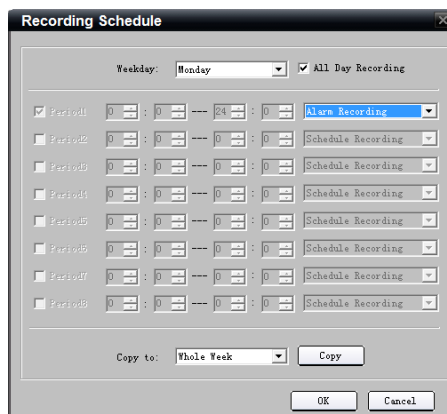 Recording Schedule
Weekday: Monday All Day Recording
Period1 0 : 0 --- 24 : 0 Alarm Recording
Period2 0 : 0 --- 0 : 0 Schedule Recording
Period3 0 : 0 --- 0 : 0 Schedule Recording
Period4 0 : 0 --- 0 : 0 Schedule Recording
Period5 0 : 0 --- 0 : 0 Schedule Recording
Period6 0 : 0 --- 0 : 0 Schedule Recording
Period7 0 : 0 --- 0 : 0 Schedule Recording
Period8 0 : 0 --- 0 : 0 Schedule Recording
Copy to: Whole Week Copy
OK Cancel